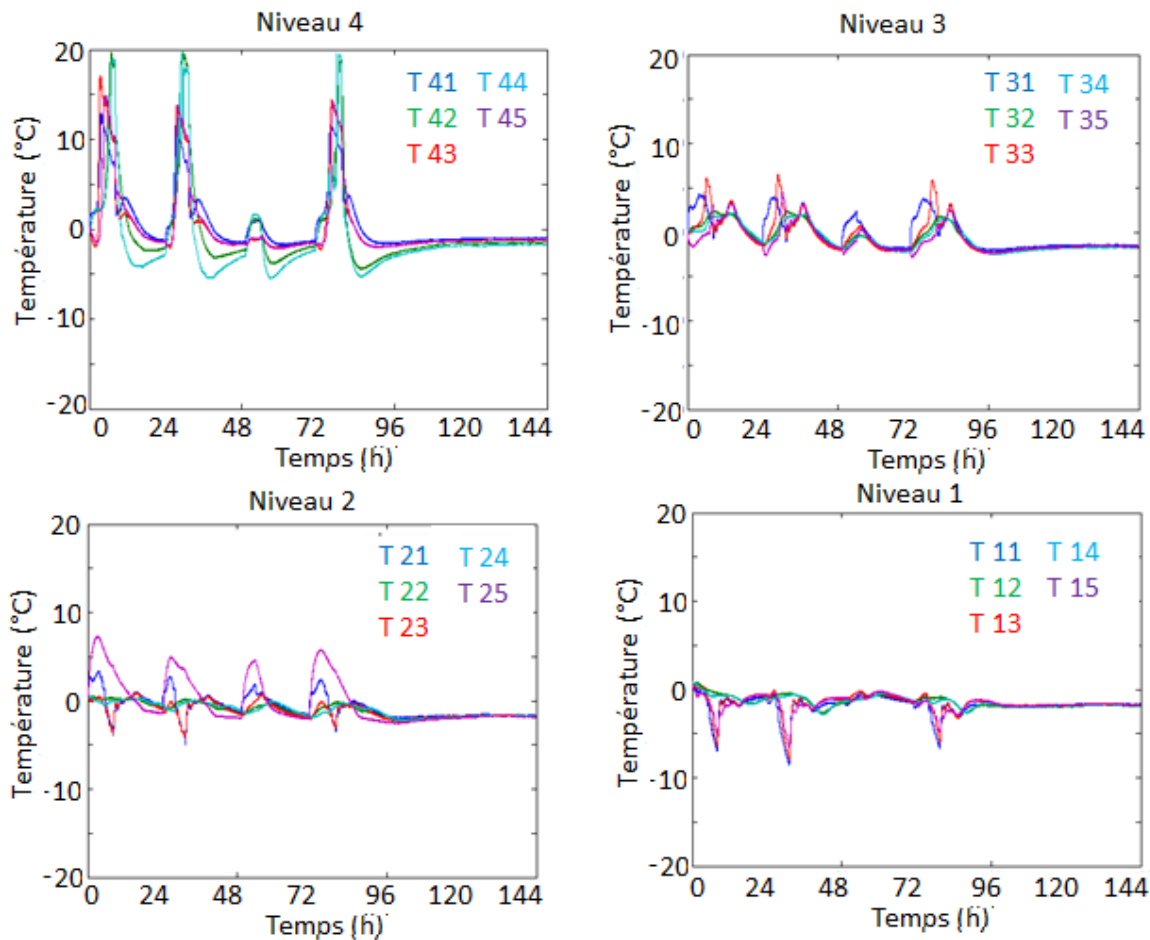 Niveau 4
20
10
0
-10
-20
Température (°C)
T 41 T 44
T 42 T 45
T 43
0 24 48 72 96 120 144
Temps (h)
Niveau 3
20
10
0
-10
-20
Température (°C)
T 31 T 34
T 32 T 35
T 33
0 24 48 72 96 120 144
Temps (h)
Niveau 2
20
10
0
-10
-20
Température (°C)
T 21 T 24
T 22 T 25
T 23
0 24 48 72 96 120 144
Temps (h)
Niveau 1
20
10
0
-10
-20
Température (°C)
T 11 T 14
T 12 T 15
T 13
0 24 48 72 96 120 144
Temps (h)